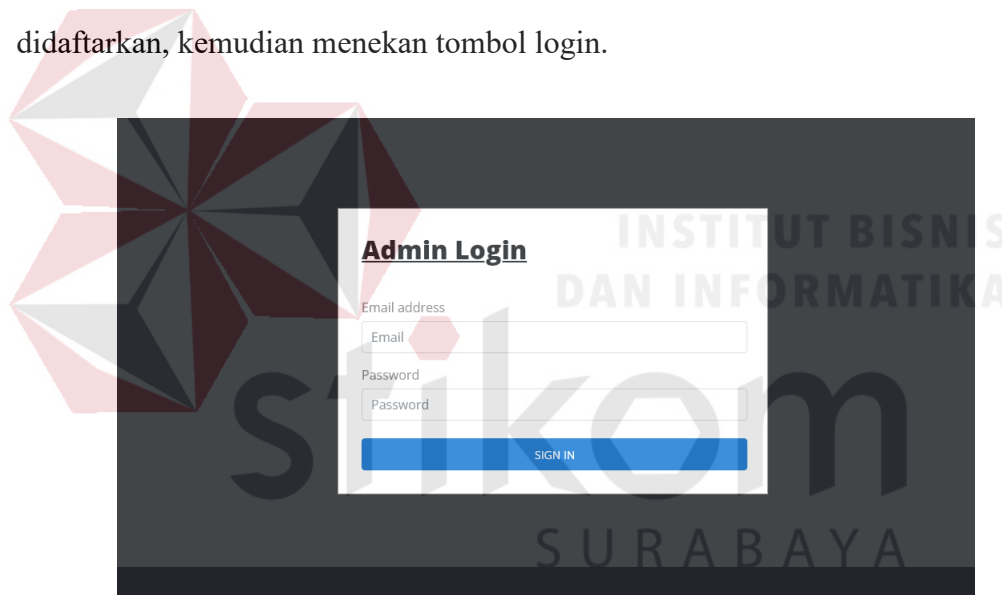 didaftarkan, kemudian menekan tombol login.
INSTITUT BISNIS
DAN INFORMATIKA
Admin Login
Email address
Email
Password
Password
SIGN IN
stikom
SURABAYA